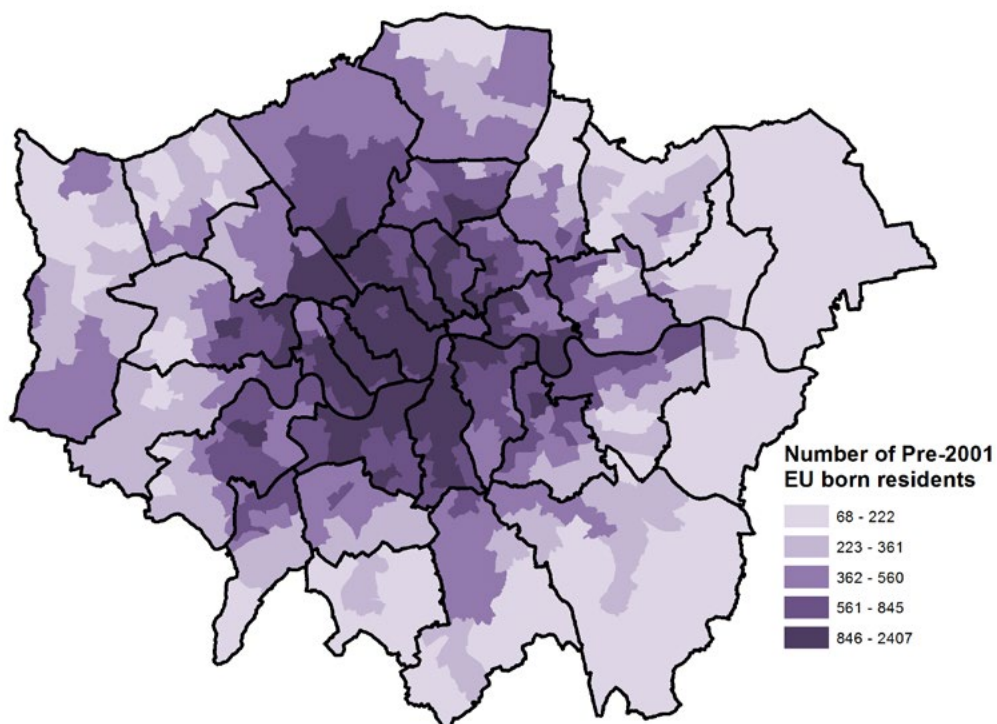 Number of Pre-2001
EU born residents
68 - 222
223 - 361
362 - 560
561 - 845
846 - 2407